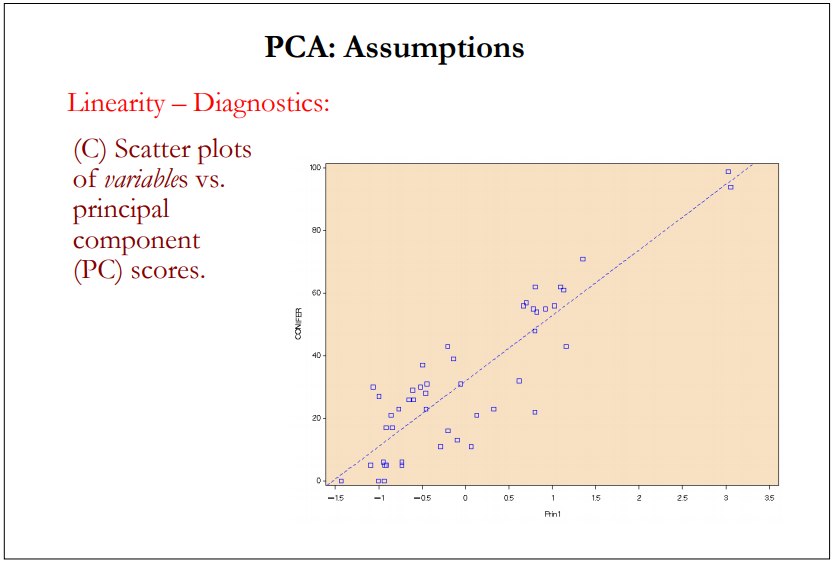 PCA: Assumptions
Linearity – Diagnostics:
(C) Scatter plots
of variables vs.
principal
component
(PC) scores.
100
80
60
40
20
0
CONIFER
−1.5 −1 −0.5 0 0.5 1 1.5 2 2.5 3 3.5
Prin1